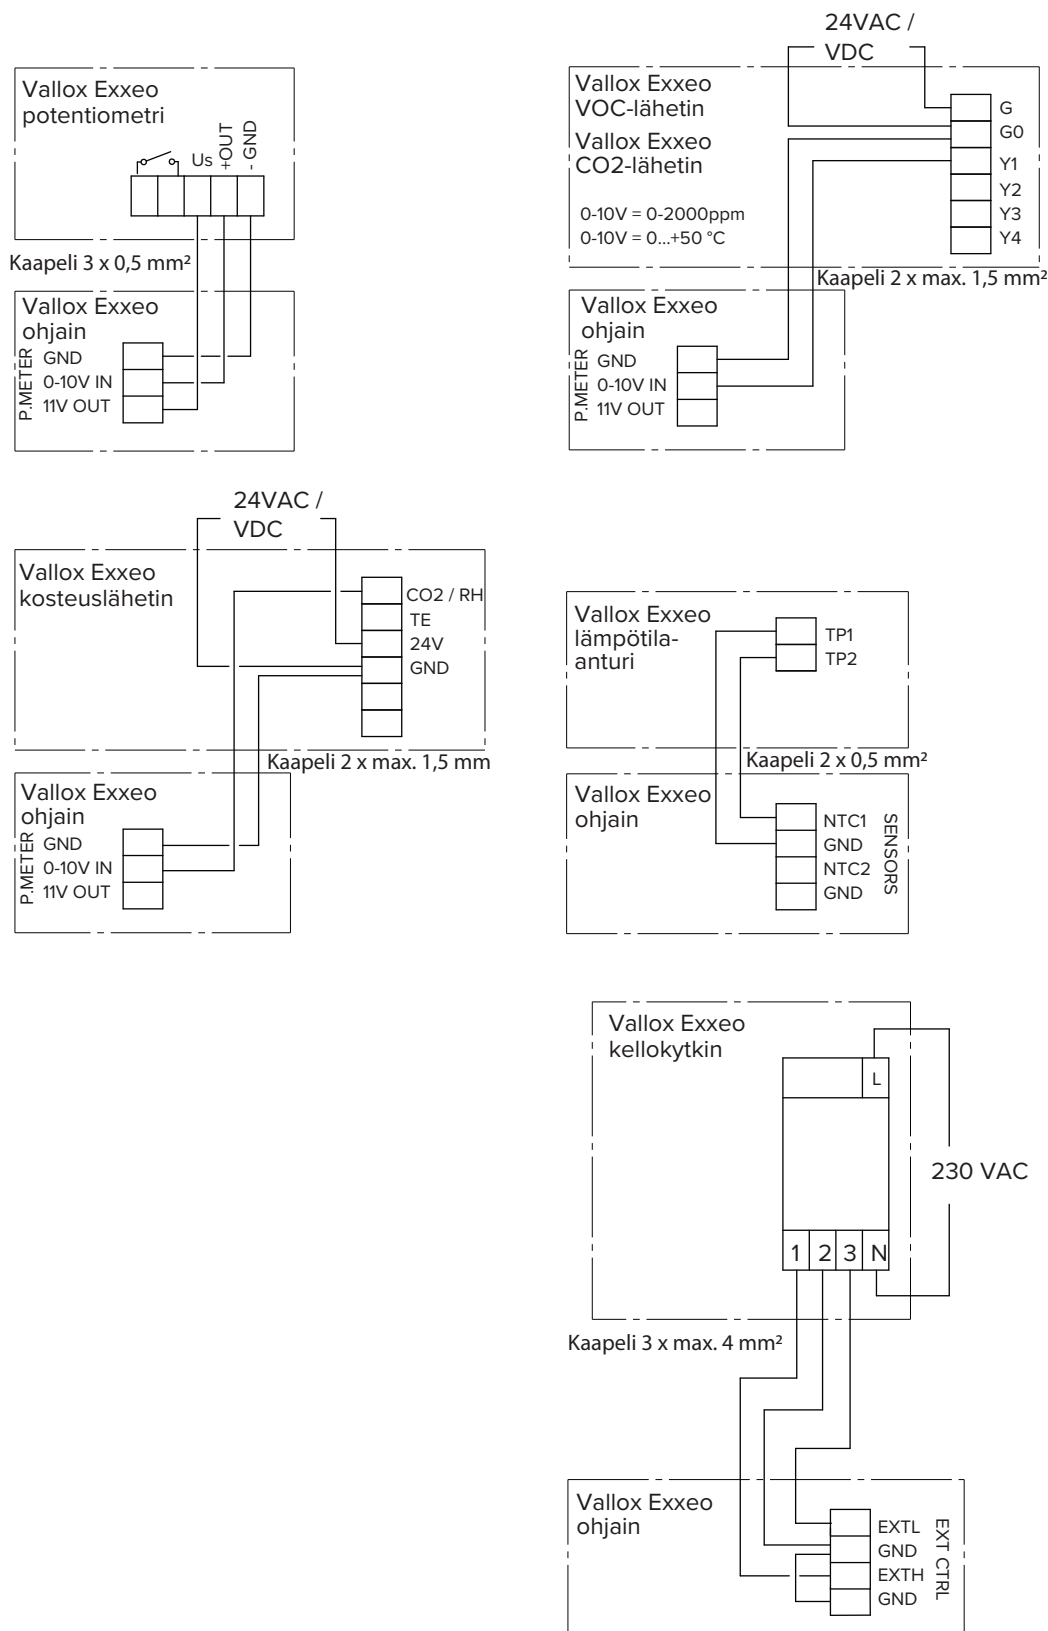 Vallox Exxeo
potentiometri
Us
+OUT
- GND
Kaapeli 3 x 0,5 mm²
Vallox Exxeo
ohjain
P.METER
GND
0-10V IN
11V OUT
24VAC /
VDC
Vallox Exxeo
VOC-lähetin
Vallox Exxeo
CO2-lähetin
0-10V = 0-2000ppm
0-10V = 0...+50 °C
G
G0
Y1
Y2
Y3
Y4
Kaapeli 2 x max. 1,5 mm²
Vallox Exxeo
ohjain
P.METER
GND
0-10V IN
11V OUT
24VAC /
VDC
Vallox Exxeo
kosteuslähetin
CO2 / RH
TE
24V
GND
Kaapeli 2 x max. 1,5 mm
Vallox Exxeo
ohjain
P.METER
GND
0-10V IN
11V OUT
Vallox Exxeo
lämpötila-
anturi
TP1
TP2
Kaapeli 2 x 0,5 mm²
Vallox Exxeo
ohjain
NTC1
GND
NTC2
GND
SENSORS
Vallox Exxeo
kellokytkin
L
230 VAC
1 2 3 N
Kaapeli 3 x max. 4 mm²
Vallox Exxeo
ohjain
EXTL
GND
EXTH
GND
EXT CTRL